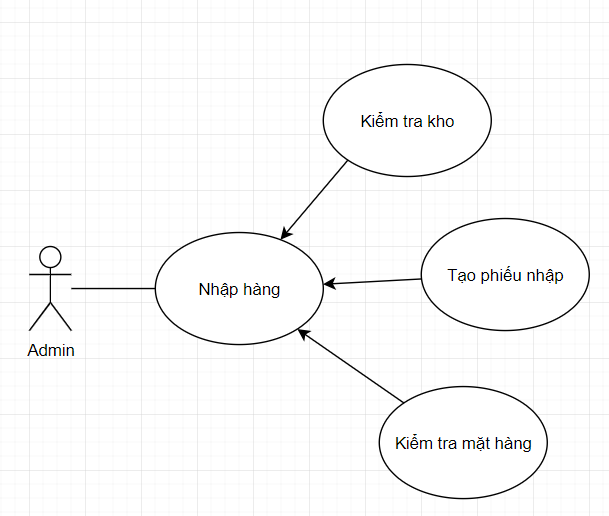 Kiểm tra kho
Tạo phiếu nhập
Nhập hàng
Admin
Kiểm tra mặt hàng